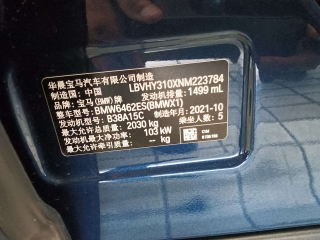 华晨宝马汽车有限公司制造
制造国：中国 LBVHY310XNM223784
品牌：宝马(BMW)牌 发动机排量：1499 mL
整车型号：BMW6462ES(BMWX1)
发动机型号：B38A15C 制造年月：2021-10
最大允许总质量：2030 kg 乘坐人数：5
发动机最大净功率：103 kW
最大允许牵引质量：-- kg